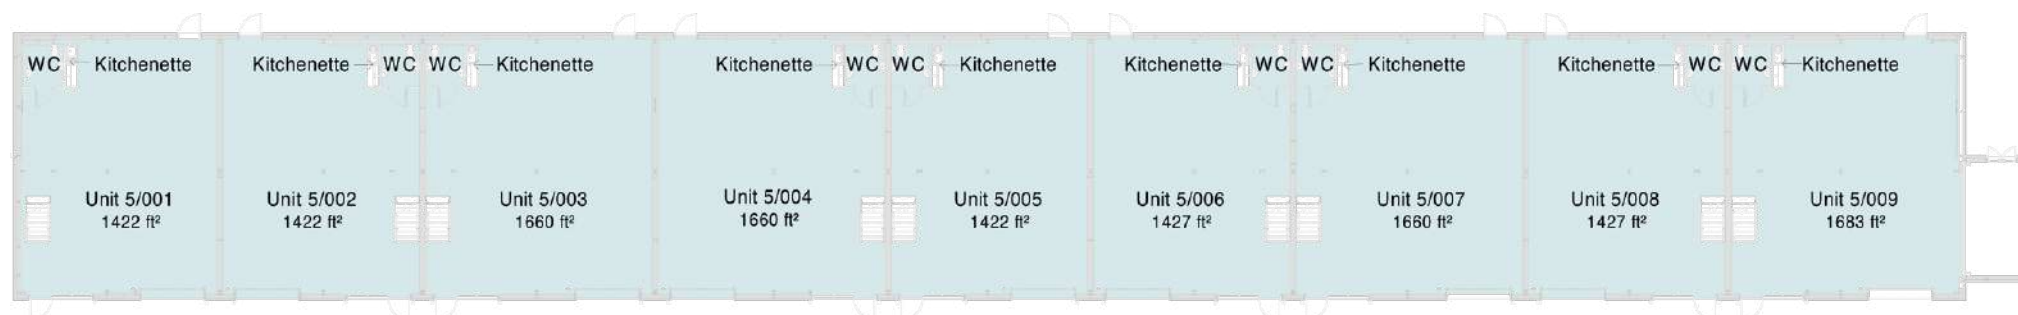 WC Kitchenette Kitchenette WC WC Kitchenette Kitchenette WC WC Kitchenette Kitchenette WC WC Kitchenette Kitchenette WC WC Kitchenette
Unit 5/001 Unit 5/002 Unit 5/003 Unit 5/004 Unit 5/005 Unit 5/006 Unit 5/007 Unit 5/008 Unit 5/009
1422 ft² 1422 ft² 1660 ft² 1660 ft² 1422 ft² 1427 ft² 1660 ft² 1427 ft² 1683 ft²